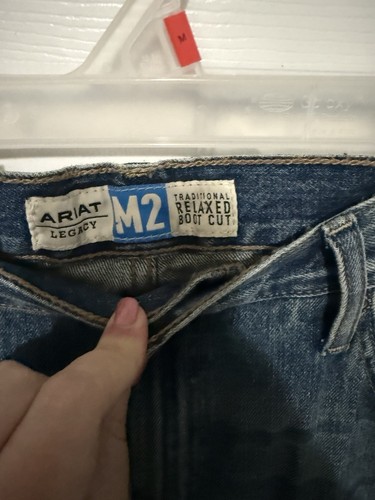 M
ARIAT
LEGACY
M2
TRADITIONAL
RELAXED
BOOT CUT